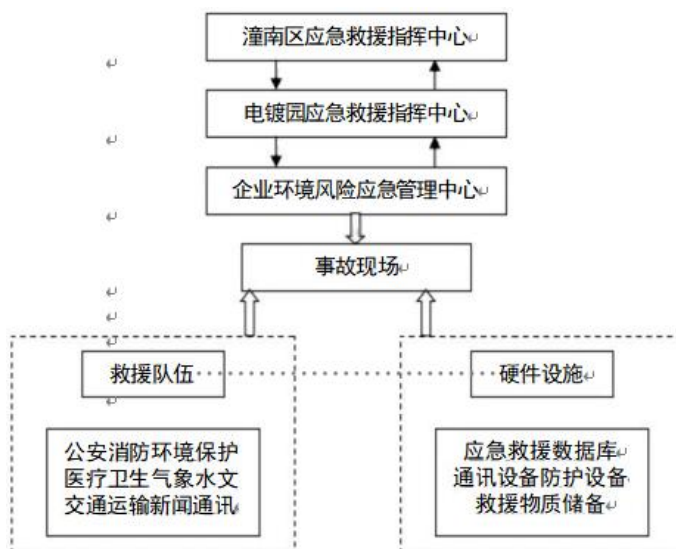 潼南区应急救援指挥中心
电镀园应急救援指挥中心
企业环境风险应急管理中心
事故现场
救援队伍
硬件设施
公安消防环境保护
医疗卫生气象水文
交通运输新闻通讯
应急救援数据库
通讯设备防护设备
救援物质储备